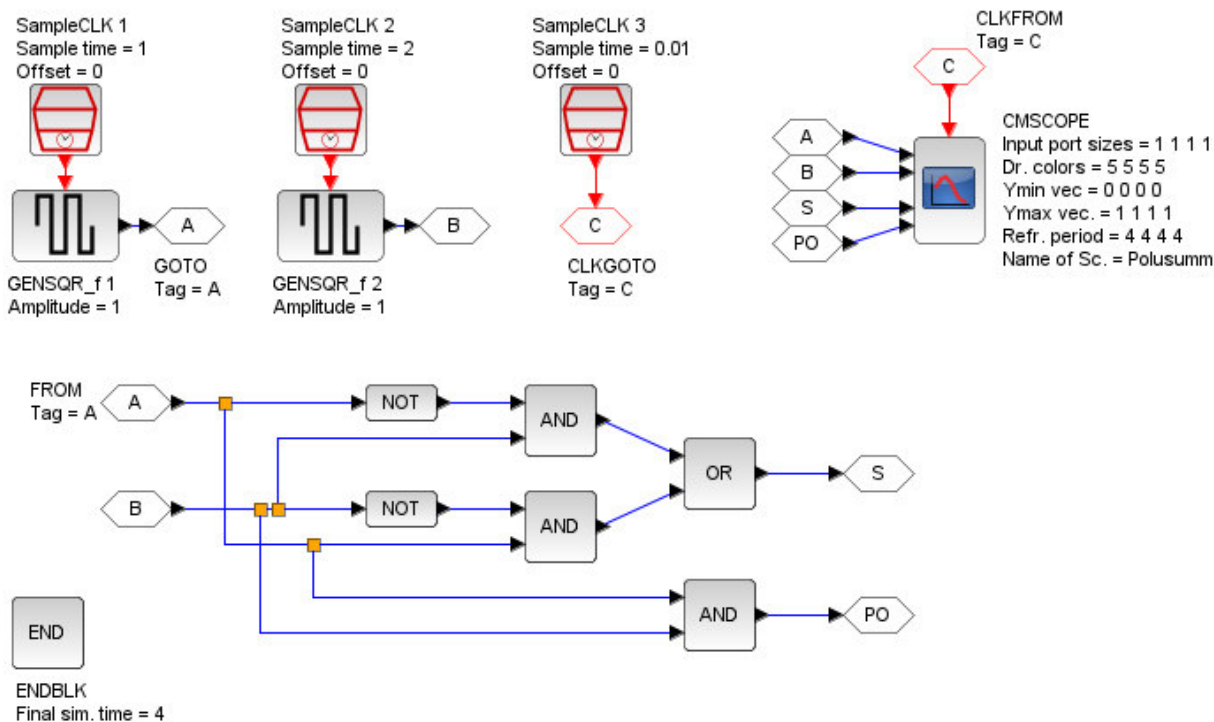 SampleCLK 1
Sample time = 1
Offset = 0
SampleCLK 2
Sample time = 2
Offset = 0
SampleCLK 3
Sample time = 0.01
Offset = 0
CLKFROM
Tag = C
C
A
B
S
PO
CMSCOPE
Input port sizes = 1 1 1 1
Dr. colors = 5 5 5 5
Ymin vec = 0 0 0 0
Ymax vec. = 1 1 1 1
Refr. period = 4 4 4 4
Name of Sc. = Polusumm
A
GOTO
Tag = A
GENSQR_f 1
Amplitude = 1
B
GENSQR_f 2
Amplitude = 1
C
CLKGOTO
Tag = C
FROM
Tag = A
A
NOT
AND
B
NOT
AND
OR
S
AND
PO
END
ENDBLK
Final sim. time = 4